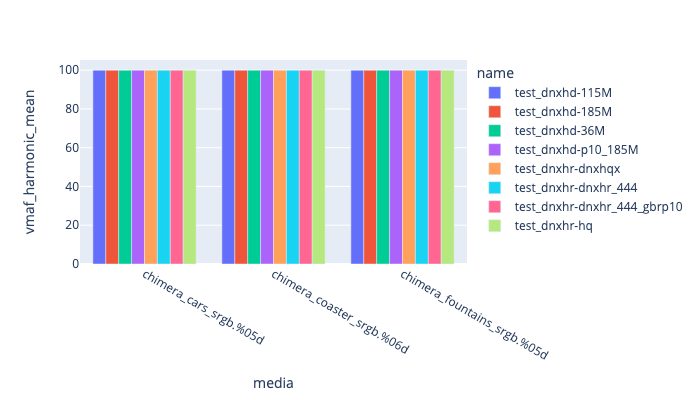 vmaf_harmonic_mean
100
80
60
40
20
0
chimera_cars_srgb.%05d
chimera_coaster_srgb.%06d
chimera_fountains_srgb.%05d
media
name
test_dnxhd-115M
test_dnxhd-185M
test_dnxhd-36M
test_dnxhd-p10_185M
test_dnxhr-dnxhqx
test_dnxhr-dnxhr_444
test_dnxhr-dnxhr_444_gbrp10
test_dnxhr-hq